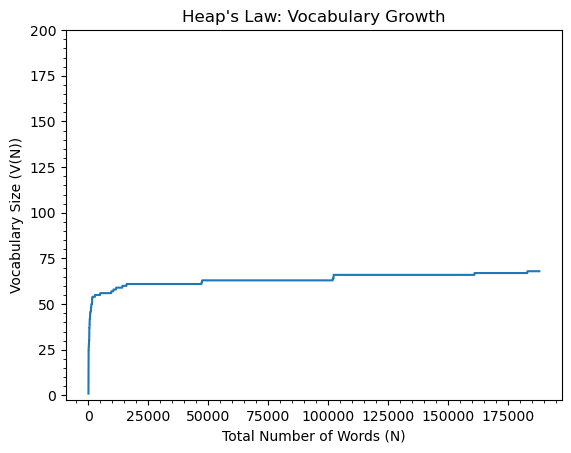 Heap's Law: Vocabulary Growth
Vocabulary Size (V(N))
200
175
150
125
100
75
50
25
0
0 25000 50000 75000 100000 125000 150000 175000
Total Number of Words (N)